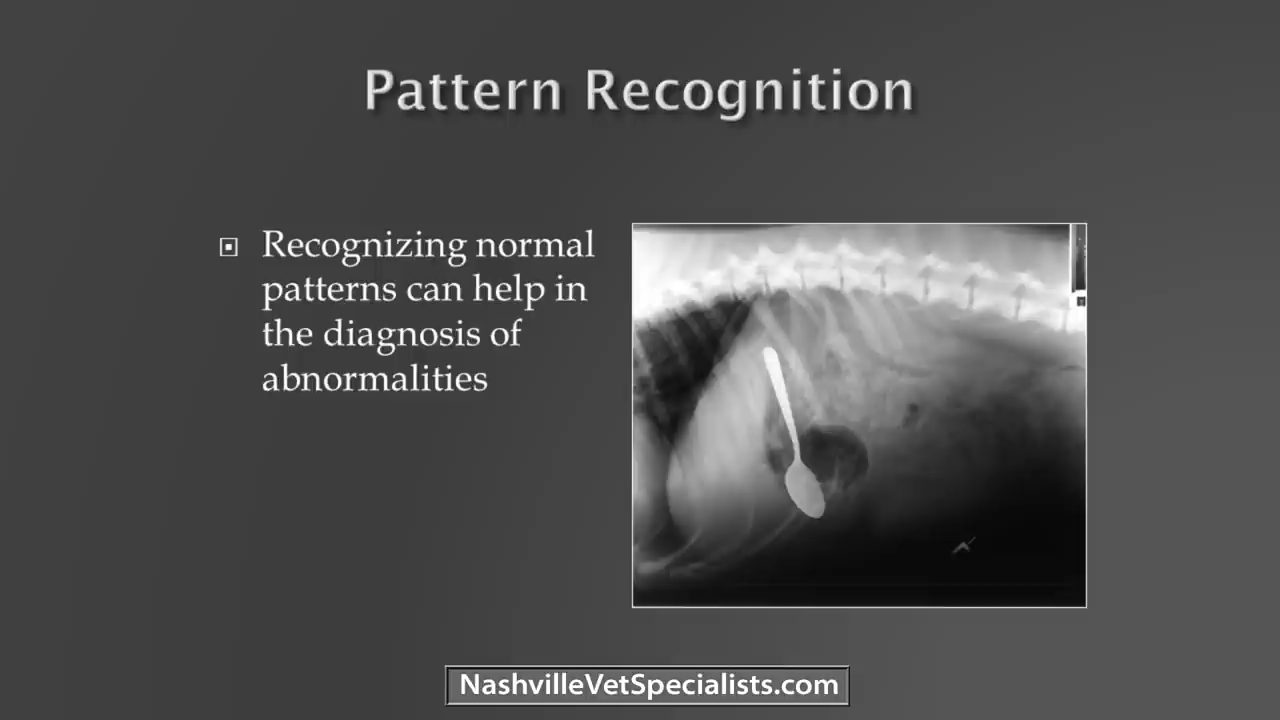 Pattern Recognition
Recognizing normal
patterns can help in
the diagnosis of
abnormalities
NashvilleVetSpecialists.com